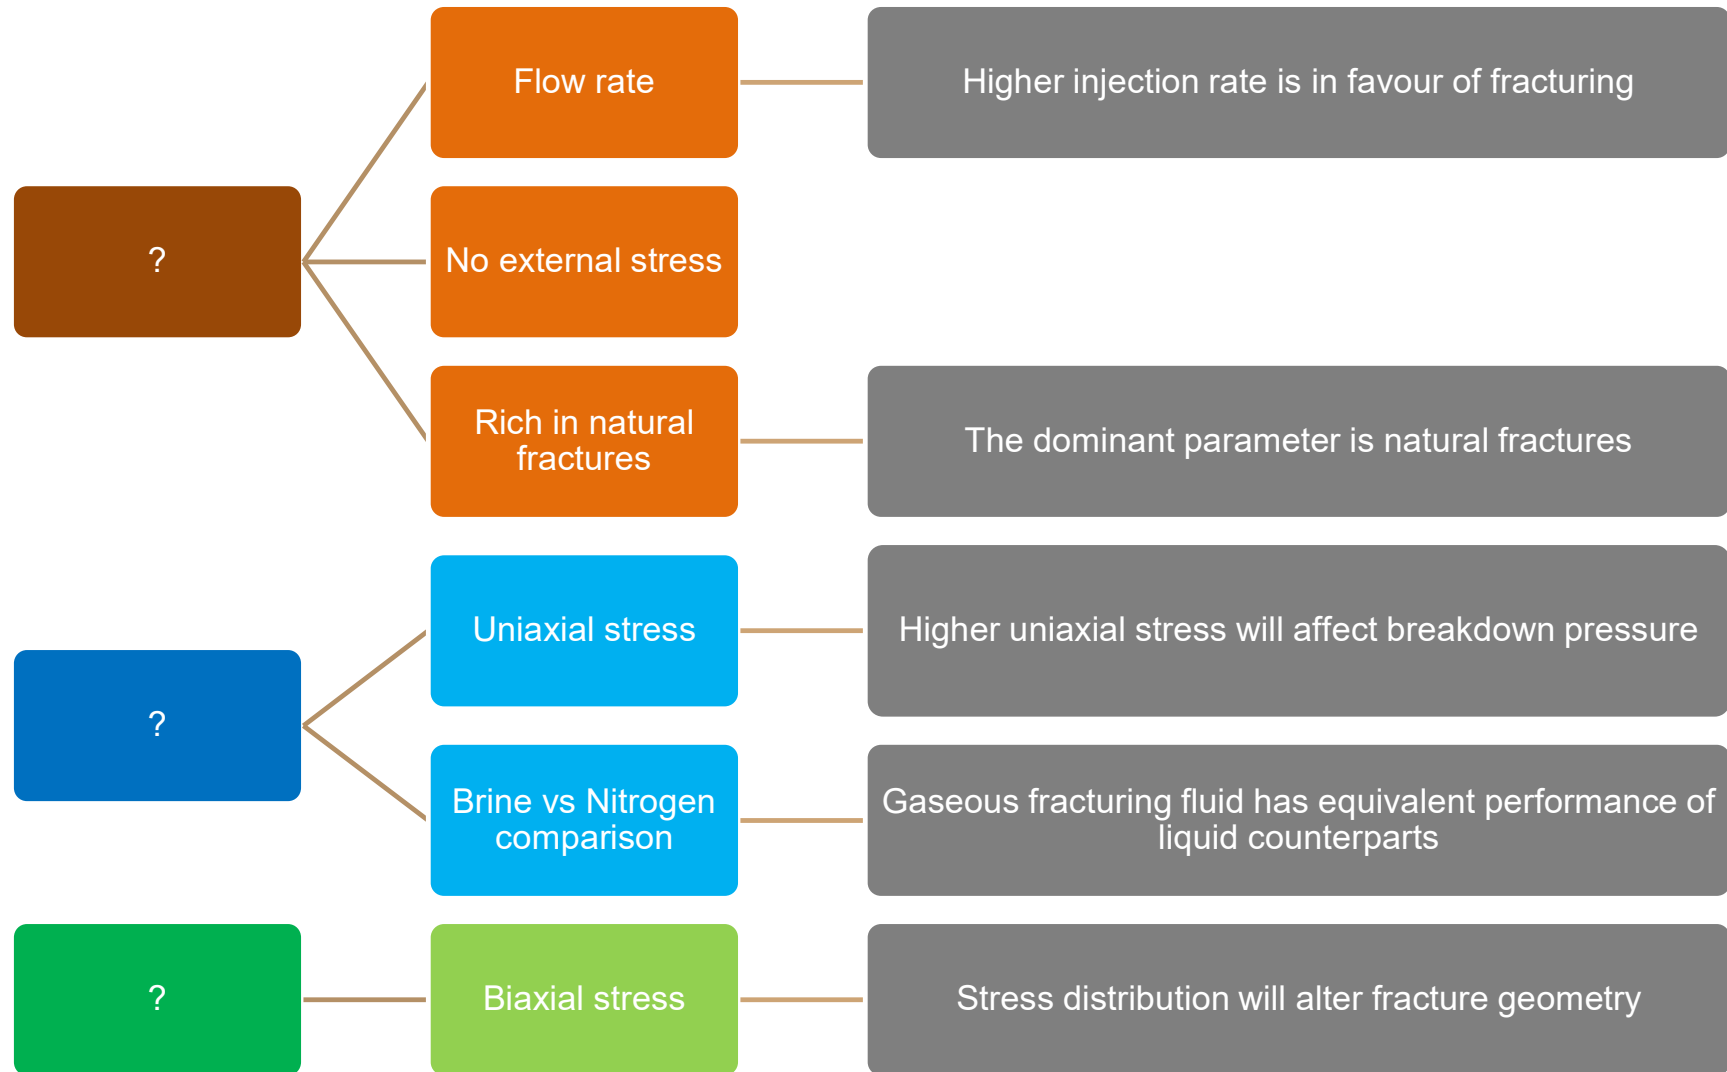 Flow rate
Higher injection rate is in favour of fracturing
?
No external stress
Rich in natural
fractures
The dominant parameter is natural fractures
?
Uniaxial stress
Higher uniaxial stress will affect breakdown pressure
Brine vs Nitrogen
comparison
Gaseous fracturing fluid has equivalent performance of
liquid counterparts
?
Biaxial stress
Stress distribution will alter fracture geometry